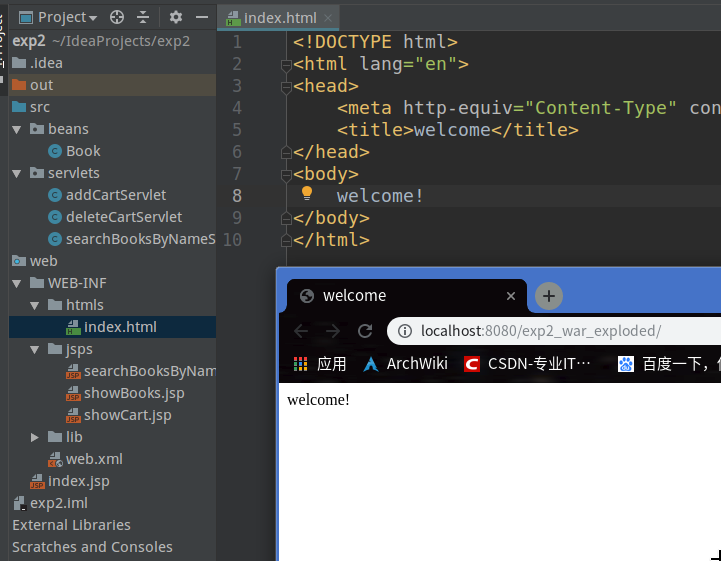 Project
exp2 ~/IdeaProjects/exp2
.idea
out
src
beans
Book
servlets
addCartServlet
deleteCartServlet
searchBooksByNameS
web
WEB-INF
htmls
index.html
jsps
searchBooksByNam
showBooks.jsp
showCart.jsp
lib
web.xml
index.jsp
exp2.iml
External Libraries
Scratches and Consoles
index.html
1 <!DOCTYPE html>
2 <html lang="en">
3 <head>
4 <meta http-equiv="Content-Type" con
5 <title>welcome</title>
6 </head>
7 <body>
8 welcome!
9 </body>
10 </html>
welcome
localhost:8080/exp2_war_exploded/
应用 ArchWiki CSDN-专业IT… 百度一下，
welcome!